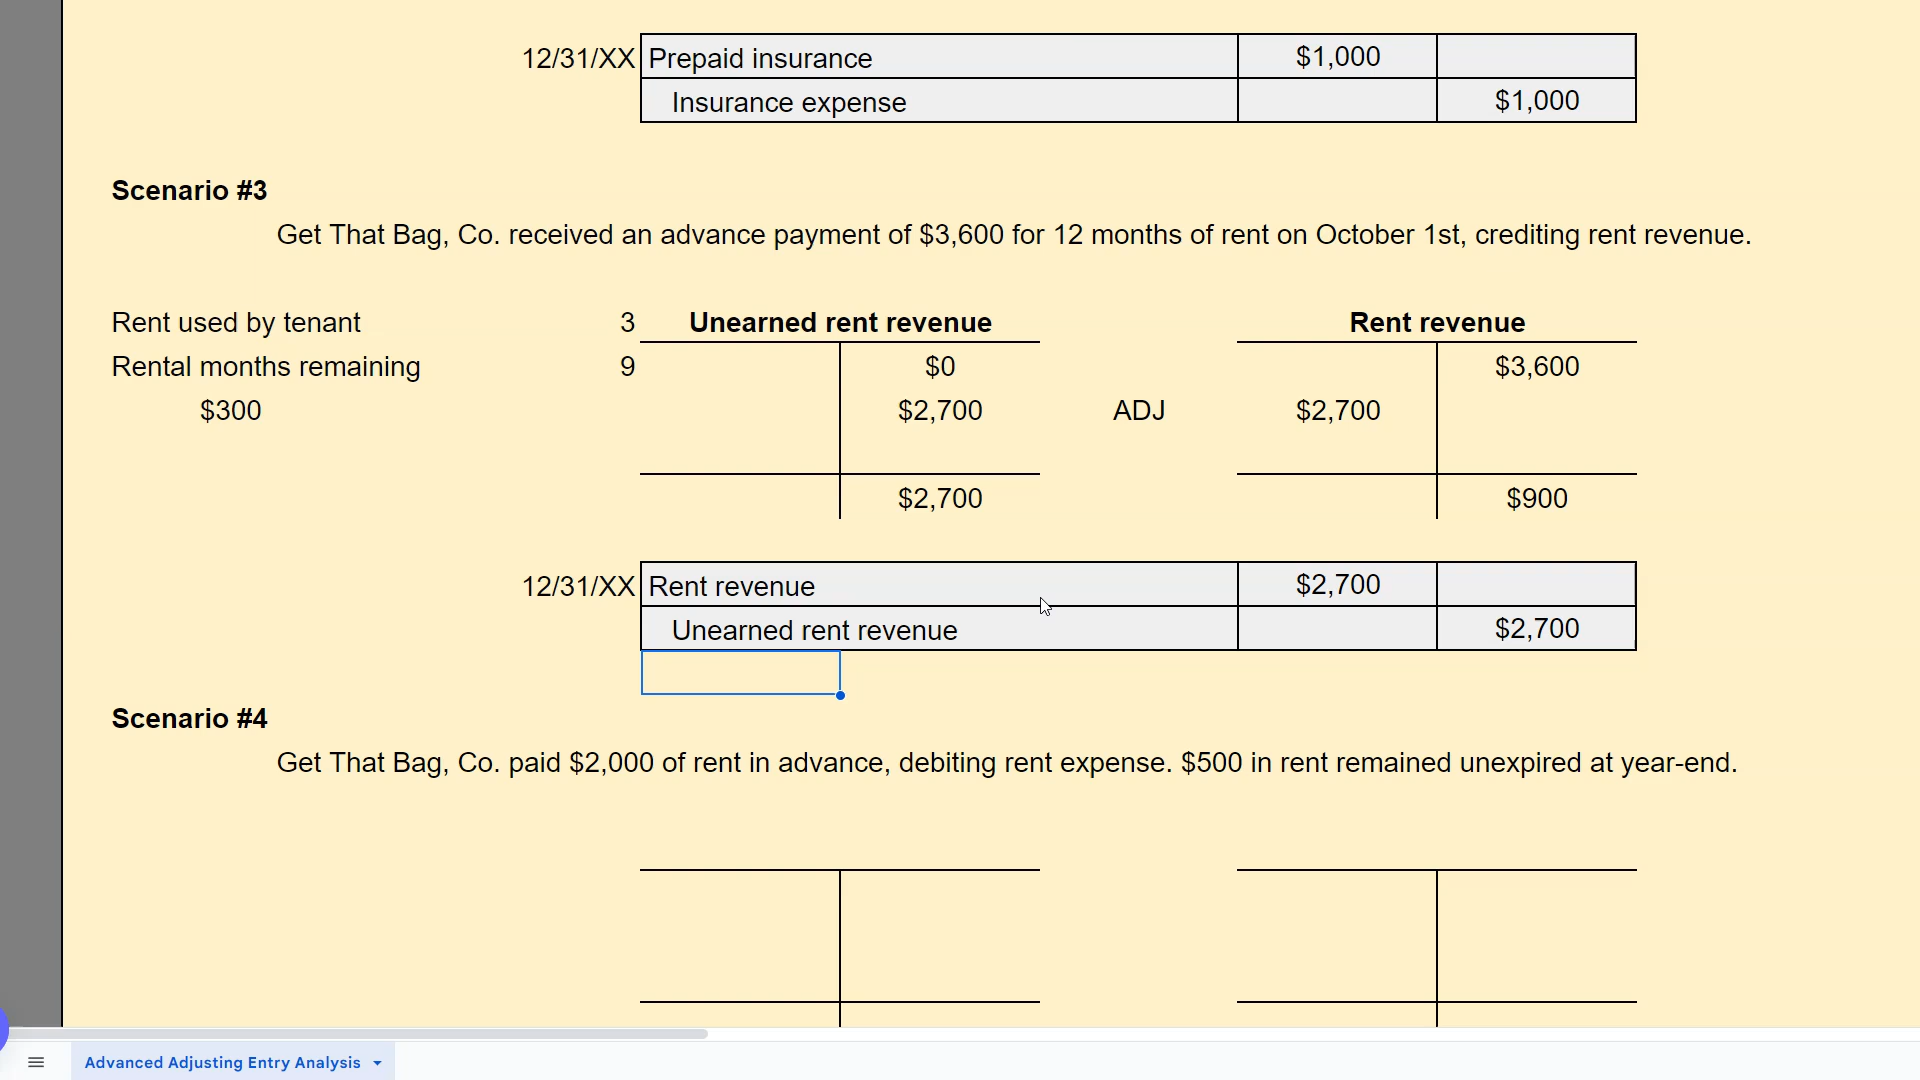 12/31/XX Prepaid insurance $1,000
Insurance expense $1,000
Scenario #3
Get That Bag, Co. received an advance payment of $3,600 for 12 months of rent on October 1st, crediting rent revenue.
Rent used by tenant 3 Unearned rent revenue Rent revenue
Rental months remaining 9 $0 $3,600
$300 $2,700 ADJ $2,700
$2,700 $900
12/31/XX Rent revenue $2,700
Unearned rent revenue $2,700
Scenario #4
Get That Bag, Co. paid $2,000 of rent in advance, debiting rent expense. $500 in rent remained unexpired at year-end.
Advanced Adjusting Entry Analysis